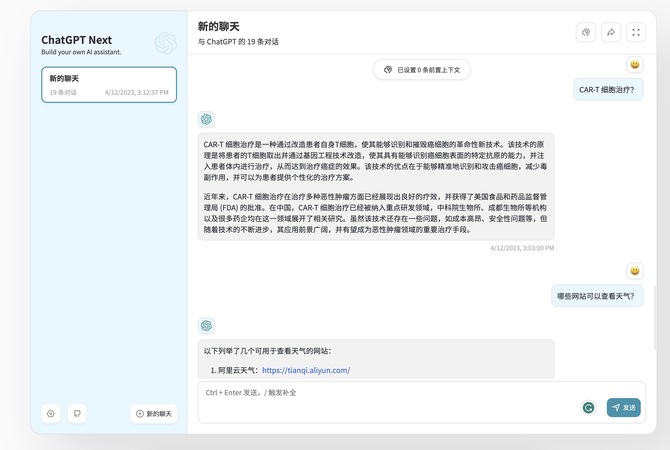 ChatGPT Next
Build your own AI assistant.
新的聊天
19 条对话
4/12/2023, 3:12:37 PM
新的聊天
新的聊天
与 ChatGPT 的 19 条对话
已设置 0 条前置上下文
CAR-T 细胞治疗?
CAR-T 细胞治疗是一种通过改造患者自身T细胞，使其能够识别和摧毁癌细胞的革命性新技术。该技术的原
理是将患者的T细胞取出并通过基因工程技术改造，使其具有能够识别癌细胞表面的特定抗原的能力，并注
入患者体内进行治疗，从而达到治疗癌症的效果。该技术的优点在于能够精准地识别和攻击癌细胞，减少毒
副作用，并可以为患者提供个性化的治疗方案。
近年来，CAR-T 细胞治疗在治疗多种恶性肿瘤方面已经展现出良好的疗效，并获得了美国食品和药品监督管
理局 (FDA) 的批准。在中国，CAR-T 细胞治疗已经被纳入重点研发领域，中科院生物所、成都生物所等机构
以及很多药企均在这一领域展开了相关研究。虽然该技术还存在一些问题，如成本高昂、安全性问题等，但
随着技术的不断进步，其应用前景广阔，并有望成为恶性肿瘤领域的重要治疗手段。
4/12/2023, 3:03:00 PM
哪些网站可以查看天气?
以下列举了几个可用于查看天气的网站：
1. 阿里云天气：https://tianqi.aliyun.com/
Ctrl + Enter 发送，/ 触发补全
发送